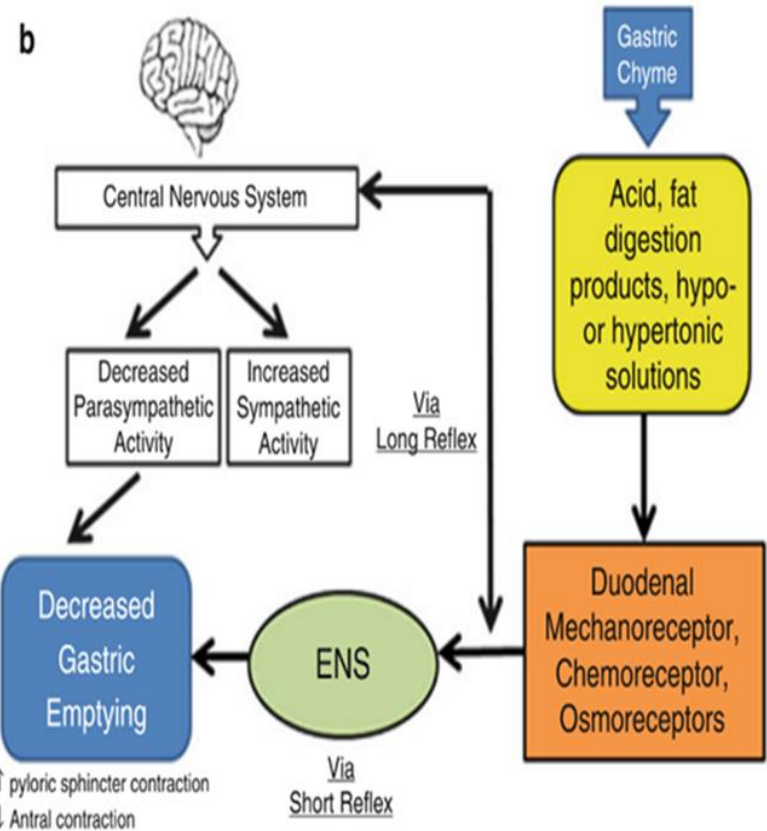 b
Gastric
Chyme
Central Nervous System
Acid, fat
digestion
products, hypo-
or hypertonic
solutions
Decreased
Parasympathetic
Activity
Increased
Sympathetic
Activity
Via
Long Reflex
Decreased
Gastric
Emptying
ENS
Duodenal
Mechanoreceptor,
Chemoreceptor,
Osmoreceptors
Via
Short Reflex
↑ pyloric sphincter contraction
↓ Antral contraction